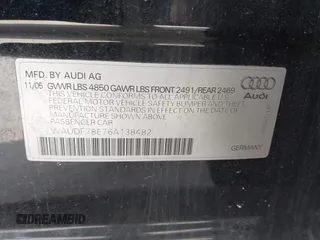 MFD. BY AUDI AG
11/05 GVWR LBS 4850 GAWR LBS FRONT 2491/REAR 2469
THIS VEHICLE CONFORMS TO ALL APPLICABLE
FEDERAL MOTOR VEHICLE SAFETY BUMPER AND
THEFT PREVENTION STANDARDS IN EFFECT ON THE
DATE OF MANUFACTURE SHOWN ABOVE
PASSENGER CAR
WAUDF78E76A138487
Audi
GERMANY
DREAMBID